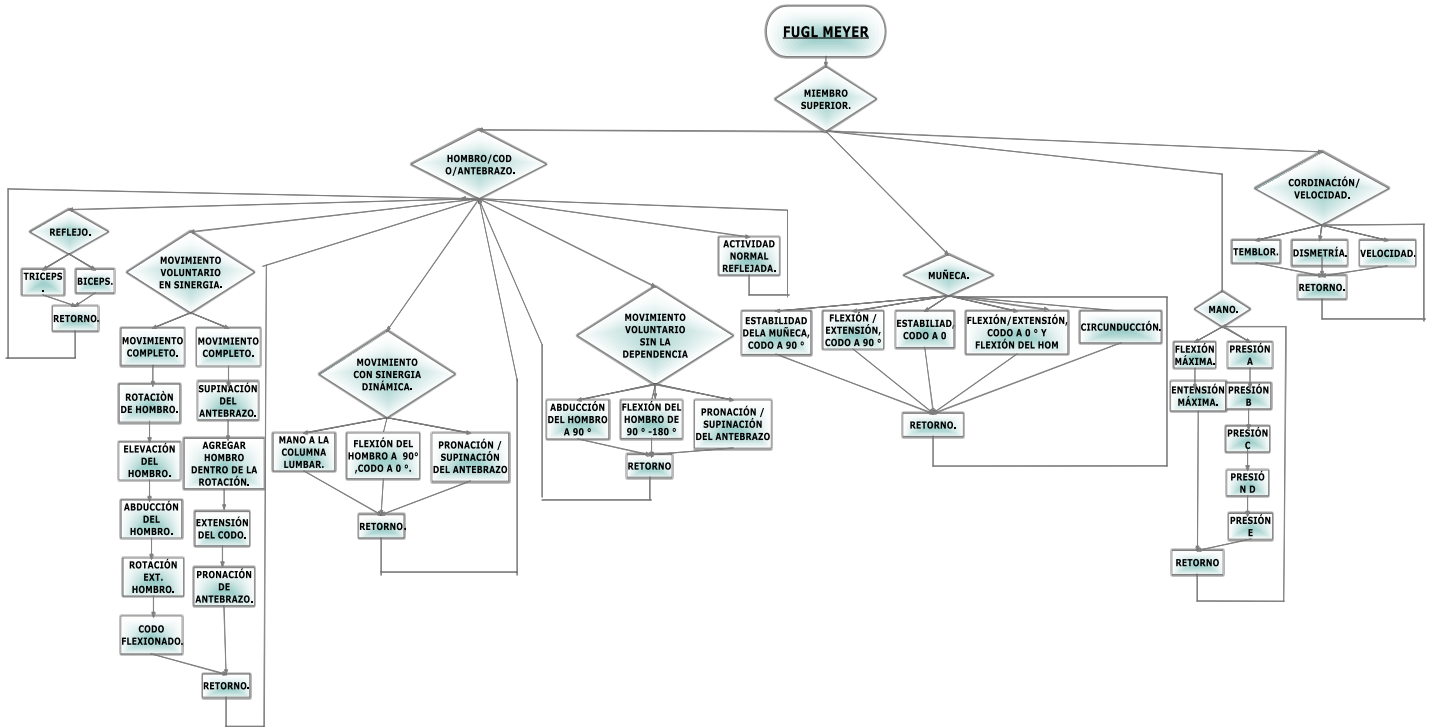 FUGL MEYER
MIEMBRO
SUPERIOR.
HOMBRO/COD
O/ANTEBRAZO.
CORDINACIÓN/
VELOCIDAD.
REFLEJO.
TRICEPS
.
BICEPS.
RETORNO.
MOVIMIENTO
VOLUNTARIO
EN SINERGIA.
MOVIMIENTO
COMPLETO.
ROTACIÒN
DE HOMBRO.
ELEVACIÓN
DEL
HOMBRO.
ABDUCCIÓN
DEL
HOMBRO.
ROTACIÓN
EXT.
HOMBRO.
CODO
FLEXIONADO.
MOVIMIENTO
COMPLETO.
SUPINACIÓN
DEL
ANTEBRAZO.
AGREGAR
HOMBRO
DENTRO DE LA
ROTACIÓN.
EXTENSIÓN
DEL CODO.
PRONACIÓN
DE
ANTEBRAZO.
RETORNO.
MOVIMIENTO
CON SINERGIA
DINÁMICA.
MANO A LA
COLUMNA
LUMBAR.
FLEXIÓN DEL
HOMBRO A 90°
,CODO A 0 °.
PRONACIÓN /
SUPINACIÓN
DEL ANTEBRAZO
RETORNO.
MOVIMIENTO
VOLUNTARIO
SIN LA
DEPENDENCIA
ABDUCCIÓN
DEL HOMBRO
A 90 °
FLEXIÓN DEL
HOMBRO DE
90 ° -180 °
PRONACIÓN /
SUPINACIÓN
DEL ANTEBRAZO
RETORNO
ACTIVIDAD
NORMAL
REFLEJADA.
MUÑECA.
ESTABILIDAD
DELA MUÑECA,
CODO A 90 °
FLEXIÓN /
EXTENSIÓN,
CODO A 90 °
ESTABILIAD,
CODO A 0
FLEXIÓN/EXTENSIÓN,
CODO A 0 ° Y
FLEXIÓN DEL HOM
CIRCUNDUCCIÓN.
RETORNO.
MANO.
FLEXIÓN
MÁXIMA.
ENTENSIÓN
MÁXIMA.
PRESIÓN
A
PRESIÓN
B
PRESIÓN
C
PRESIÓ
N D
PRESIÓN
E
RETORNO
TEMBLOR.
DISMETRÍA.
VELOCIDAD.
RETORNO.